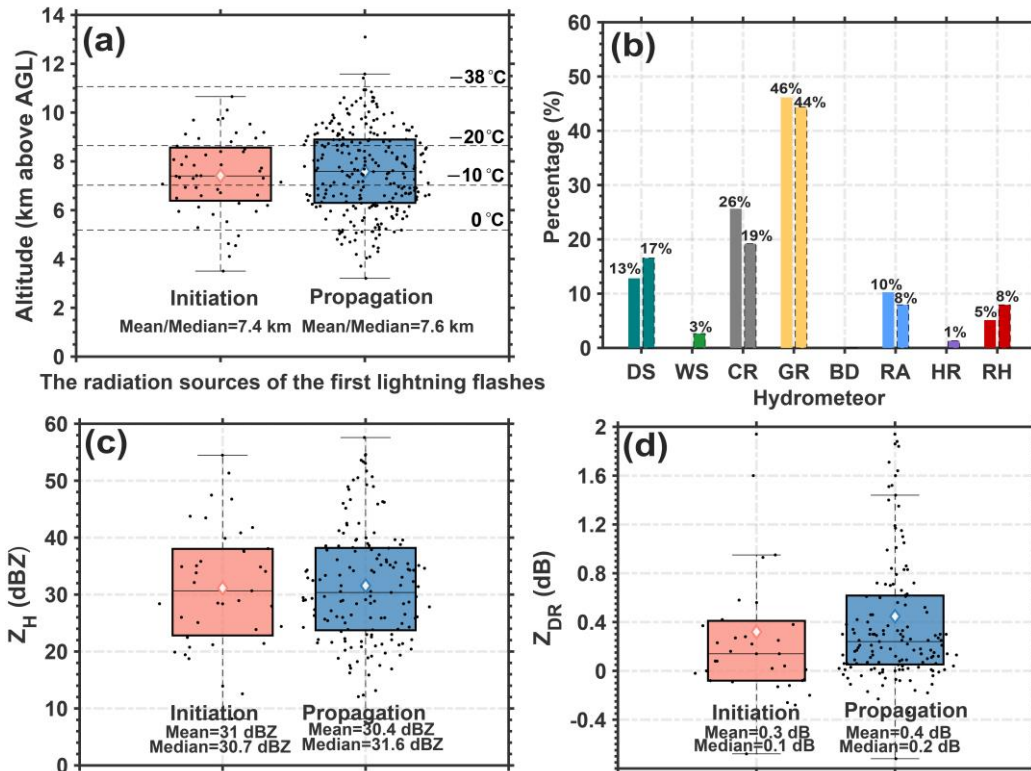 (a)
Altitude (km above AGL)
14
12
10
8
6
4
2
0
−38 °C
−20 °C
−10 °C
0 °C
Initiation
Propagation
Mean/Median=7.4 km
Mean/Median=7.6 km
The radiation sources of the first lightning flashes
(b)
Percentage (%)
60
50
40
30
20
10
0
13%
17%
3%
26%
19%
46%
44%
10%
8%
1%
5%
8%
DS WS CR GR BD RA HR RH
Hydrometeor
(c)
Z_H (dBZ)
60
50
40
30
20
10
0
Initiation
Mean=31 dBZ
Median=30.7 dBZ
Propagation
Mean=30.4 dBZ
Median=31.6 dBZ
(d)
Z_DR (dB)
2
1.6
1.2
0.8
0.4
0
-0.4
Initiation
Mean=0.3 dB
Median=0.1 dB
Propagation
Mean=0.4 dB
Median=0.2 dB